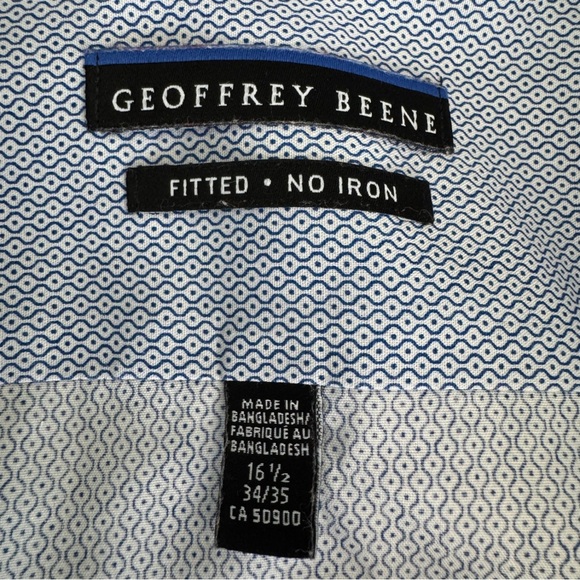 GEOFFREY BEENE
FITTED • NO IRON
MADE IN
BANGLADESH/
FABRIQUÉ AU
BANGLADESH
16 1/2
34/35
CA 50900